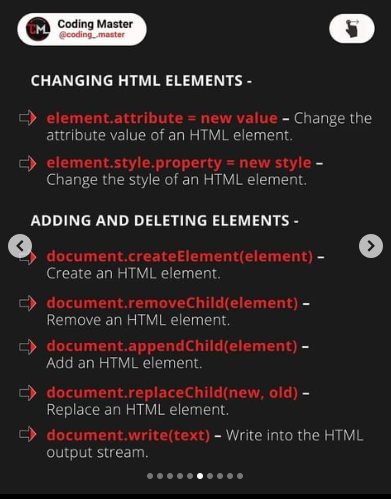 Coding Master
@coding_.master
CHANGING HTML ELEMENTS -
element.attribute = new value – Change the
attribute value of an HTML element.
element.style.property = new style –
Change the style of an HTML element.
ADDING AND DELETING ELEMENTS -
document.createElement(element) –
Create an HTML element.
document.removeChild(element) –
Remove an HTML element.
document.appendChild(element) –
Add an HTML element.
document.replaceChild(new, old) –
Replace an HTML element.
document.write(text) – Write into the HTML
output stream.